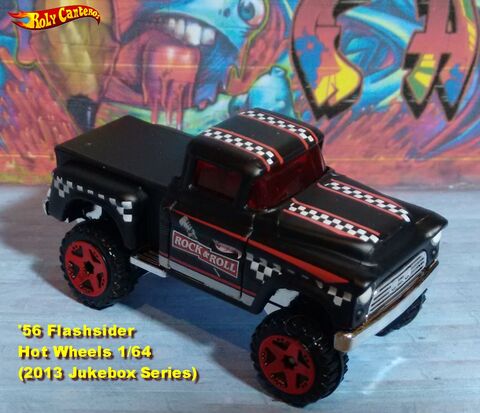 Roly Canteros
ROCK & ROLL
'56 Flashsider
Hot Wheels 1/64
(2013 Jukebox Series)